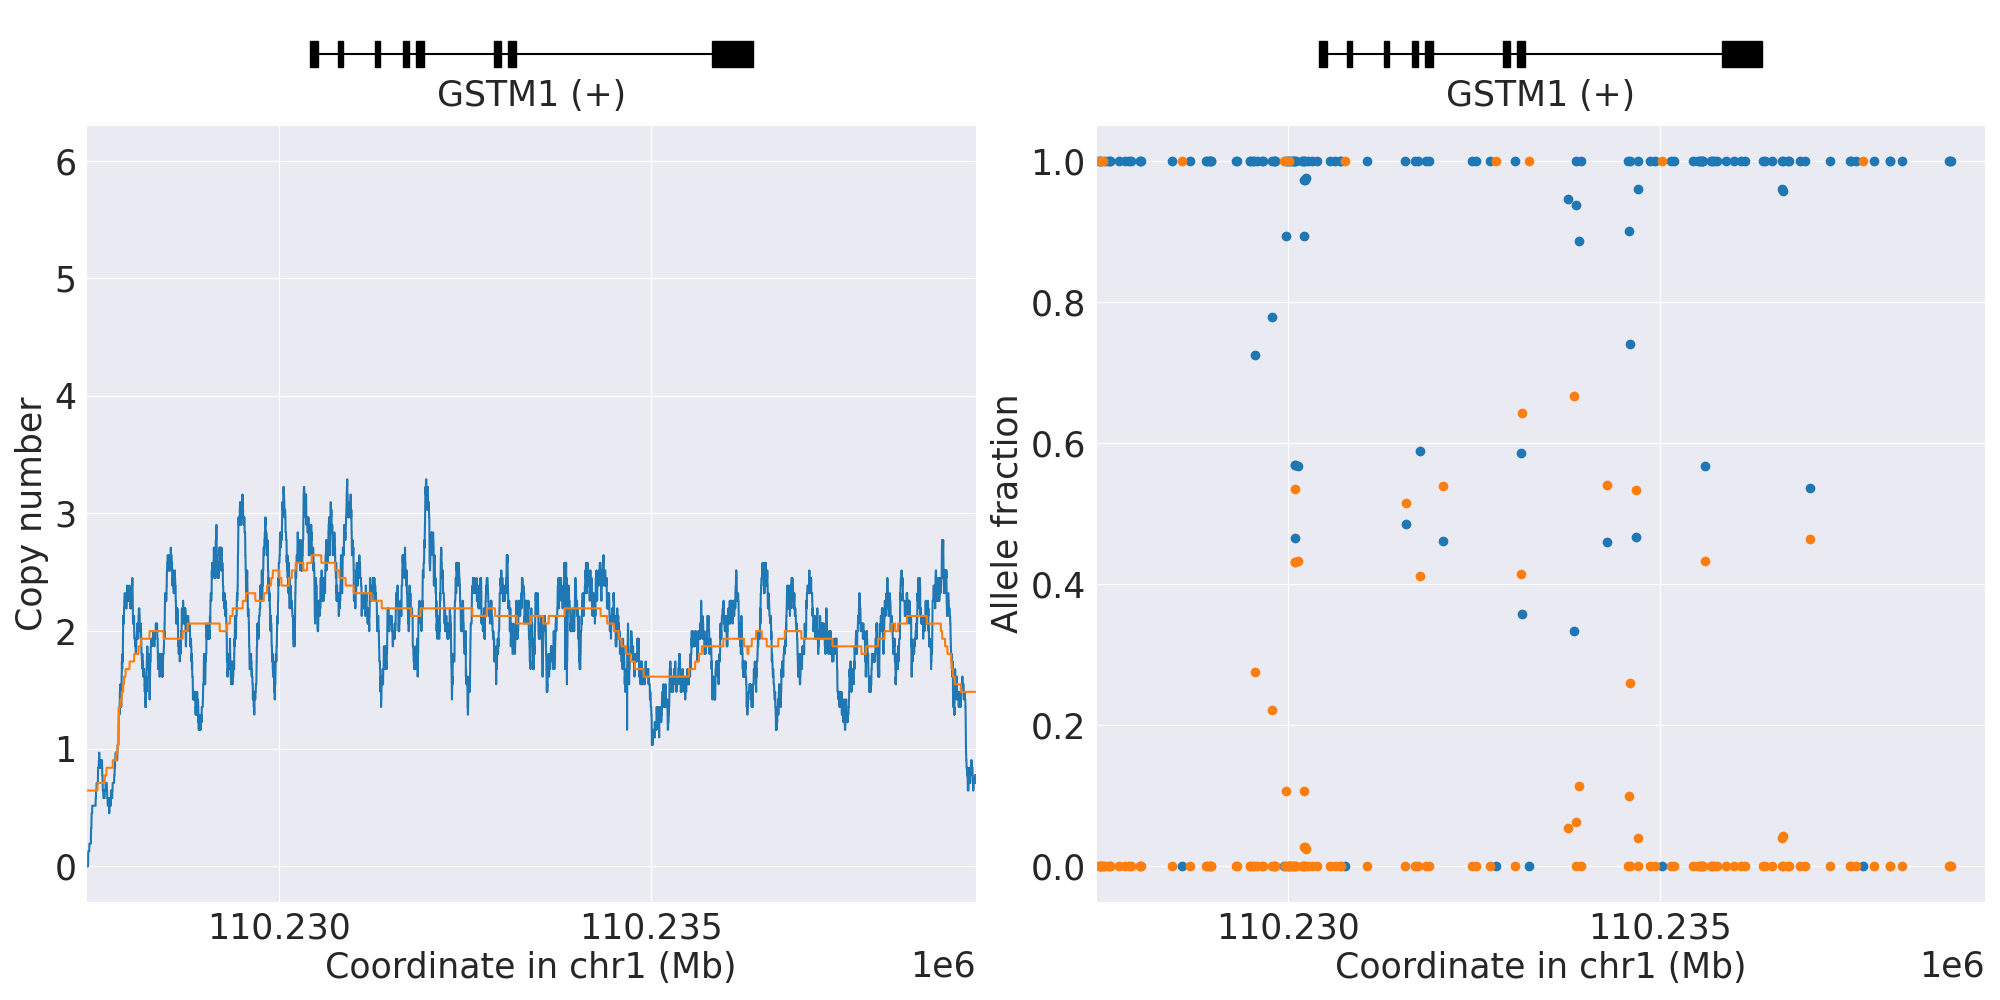 GSTM1 (+)
GSTM1 (+)
6
5
4
3
2
1
0
Copy number
110.230
110.235
Coordinate in chr1 (Mb)
1e6
1.0
0.8
0.6
0.4
0.2
0.0
Allele fraction
110.230
110.235
Coordinate in chr1 (Mb)
1e6